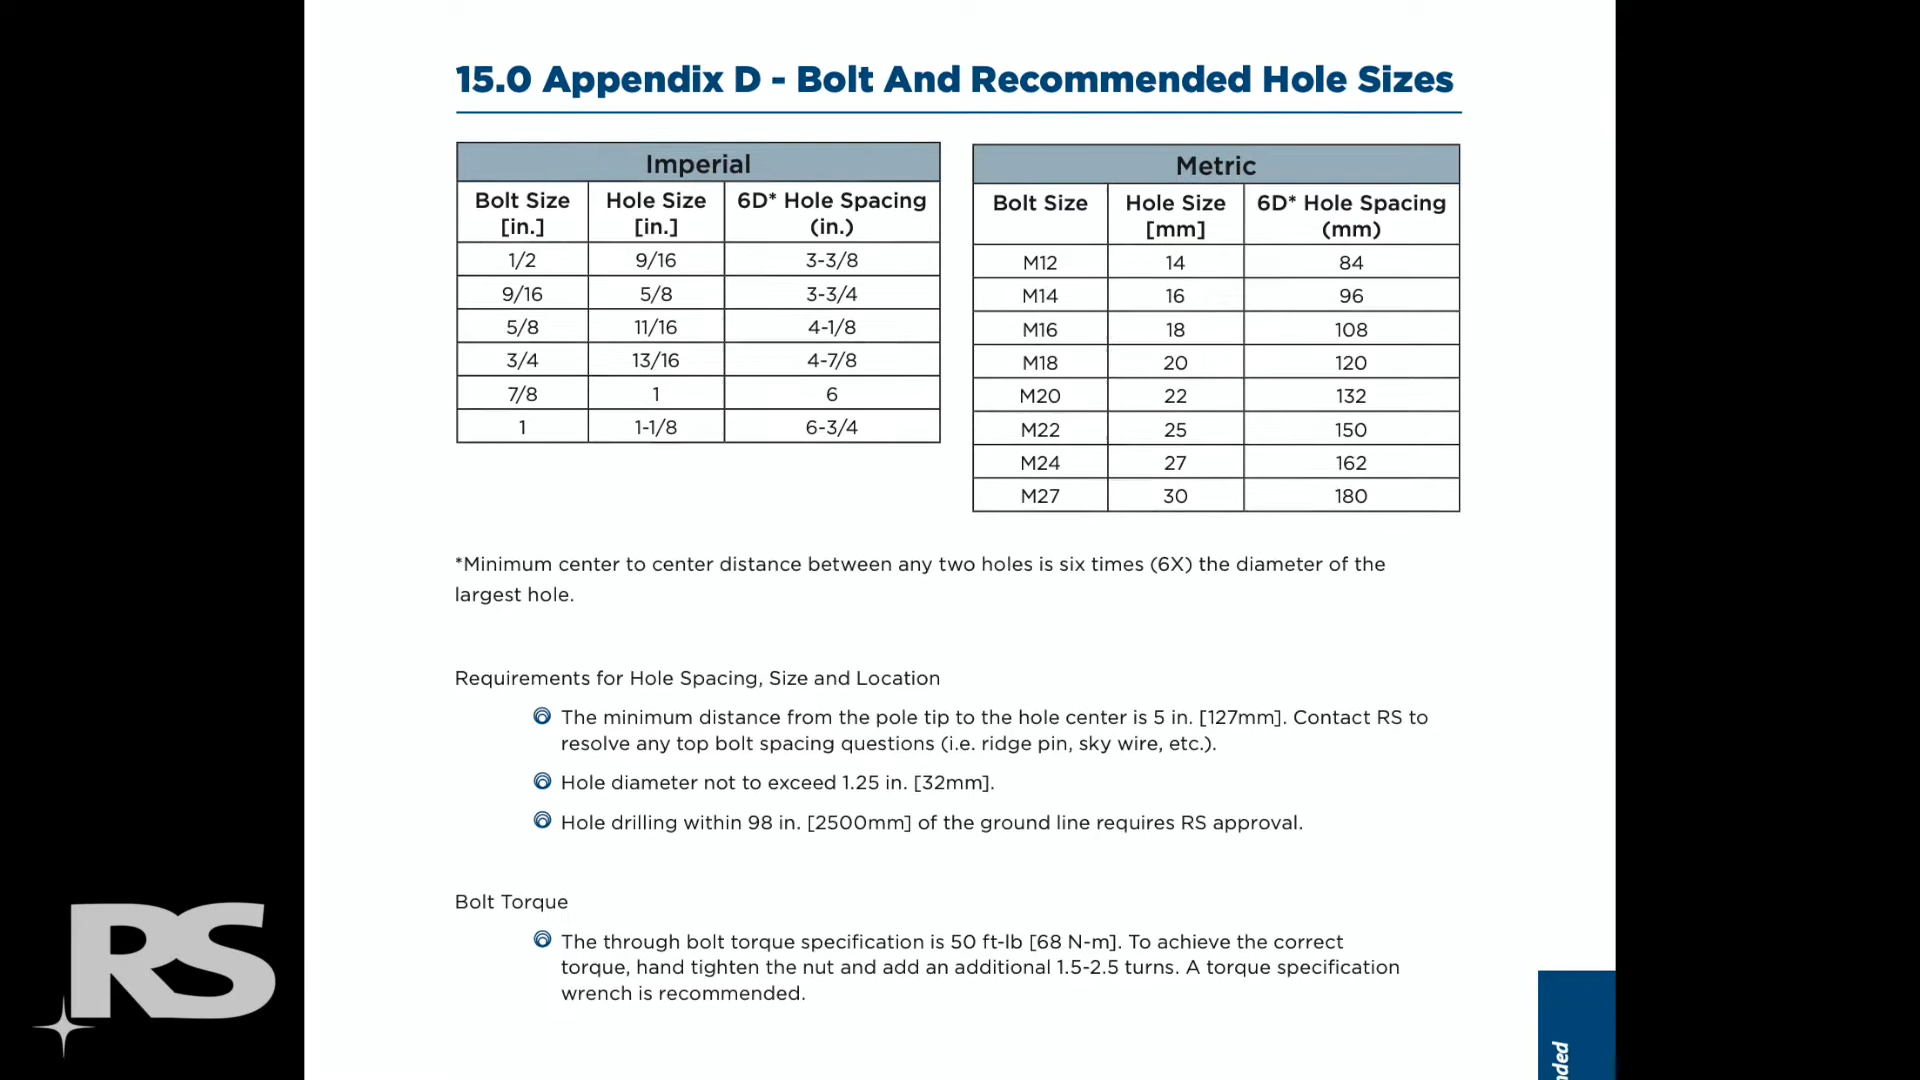 15.0 Appendix D - Bolt And Recommended Hole Sizes
Imperial
Bolt Size [in.] Hole Size [in.] 6D* Hole Spacing (in.)
1/2 9/16 3-3/8
9/16 5/8 3-3/4
5/8 11/16 4-1/8
3/4 13/16 4-7/8
7/8 1 6
1 1-1/8 6-3/4
Metric
Bolt Size Hole Size [mm] 6D* Hole Spacing (mm)
M12 14 84
M14 16 96
M16 18 108
M18 20 120
M20 22 132
M22 25 150
M24 27 162
M27 30 180
*Minimum center to center distance between any two holes is six times (6X) the diameter of the
largest hole.
Requirements for Hole Spacing, Size and Location
The minimum distance from the pole tip to the hole center is 5 in. [127mm]. Contact RS to
resolve any top bolt spacing questions (i.e. ridge pin, sky wire, etc.).
Hole diameter not to exceed 1.25 in. [32mm].
Hole drilling within 98 in. [2500mm] of the ground line requires RS approval.
Bolt Torque
The through bolt torque specification is 50 ft-lb [68 N-m]. To achieve the correct
torque, hand tighten the nut and add an additional 1.5-2.5 turns. A torque specification
wrench is recommended.
RS